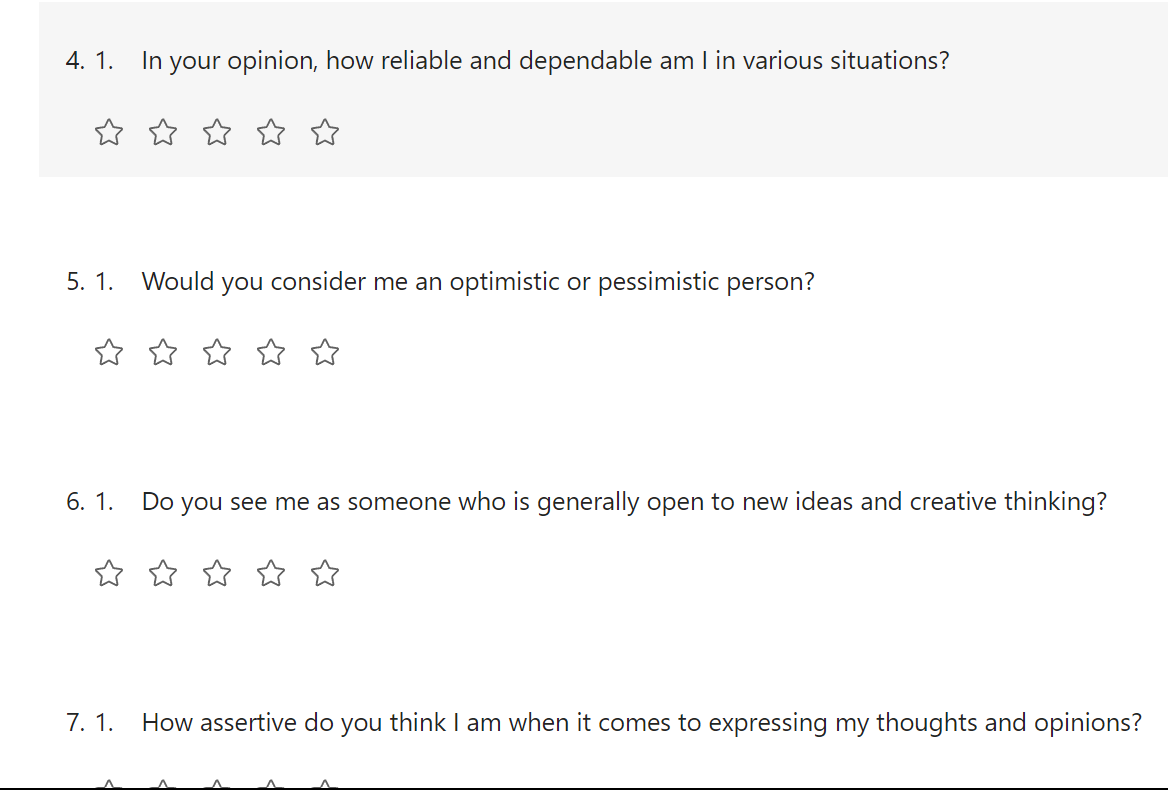 4. 1. In your opinion, how reliable and dependable am I in various situations?
5. 1. Would you consider me an optimistic or pessimistic person?
6. 1. Do you see me as someone who is generally open to new ideas and creative thinking?
7. 1. How assertive do you think I am when it comes to expressing my thoughts and opinions?